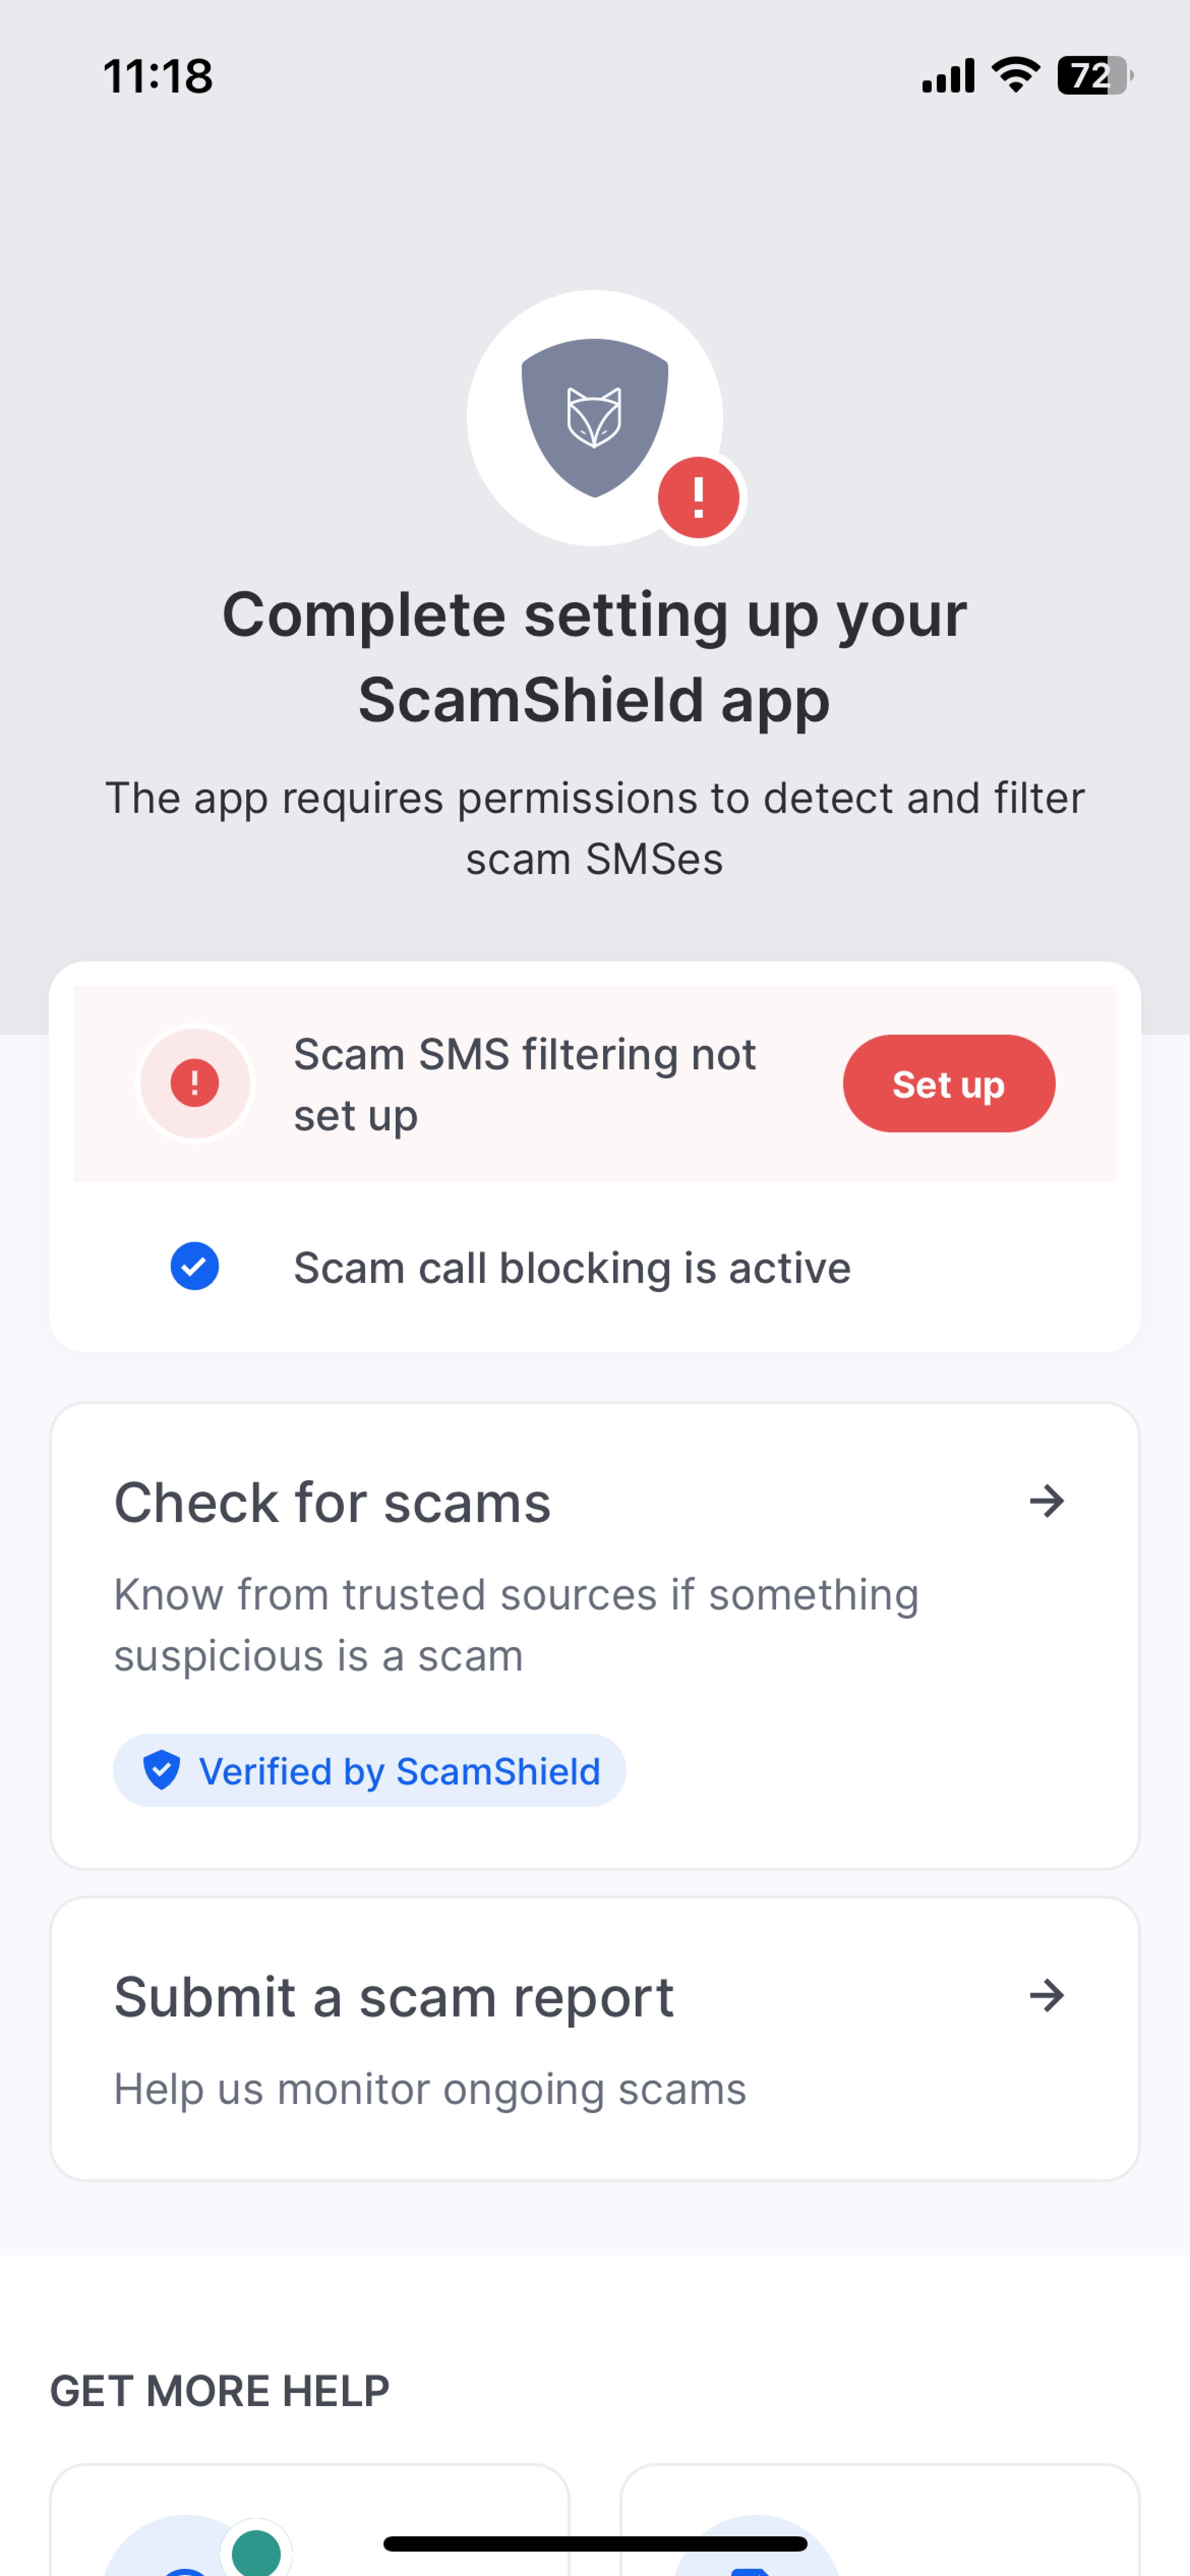 11:18
72
Complete setting up your
ScamShield app
The app requires permissions to detect and filter
scam SMSes
Scam SMS filtering not
set up
Set up
Scam call blocking is active
Check for scams
Know from trusted sources if something
suspicious is a scam
Verified by ScamShield
Submit a scam report
Help us monitor ongoing scams
GET MORE HELP